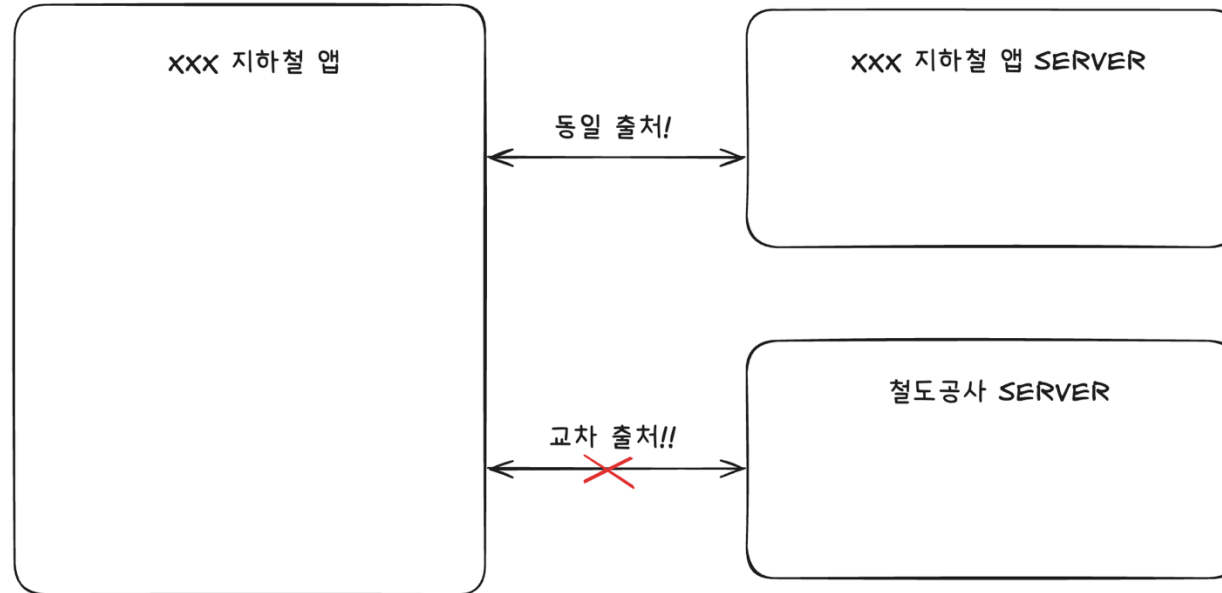 xxx 지하철 앱
xxx 지하철 앱 SERVER
동일 출처!
철도공사 SERVER
교차 출처!!